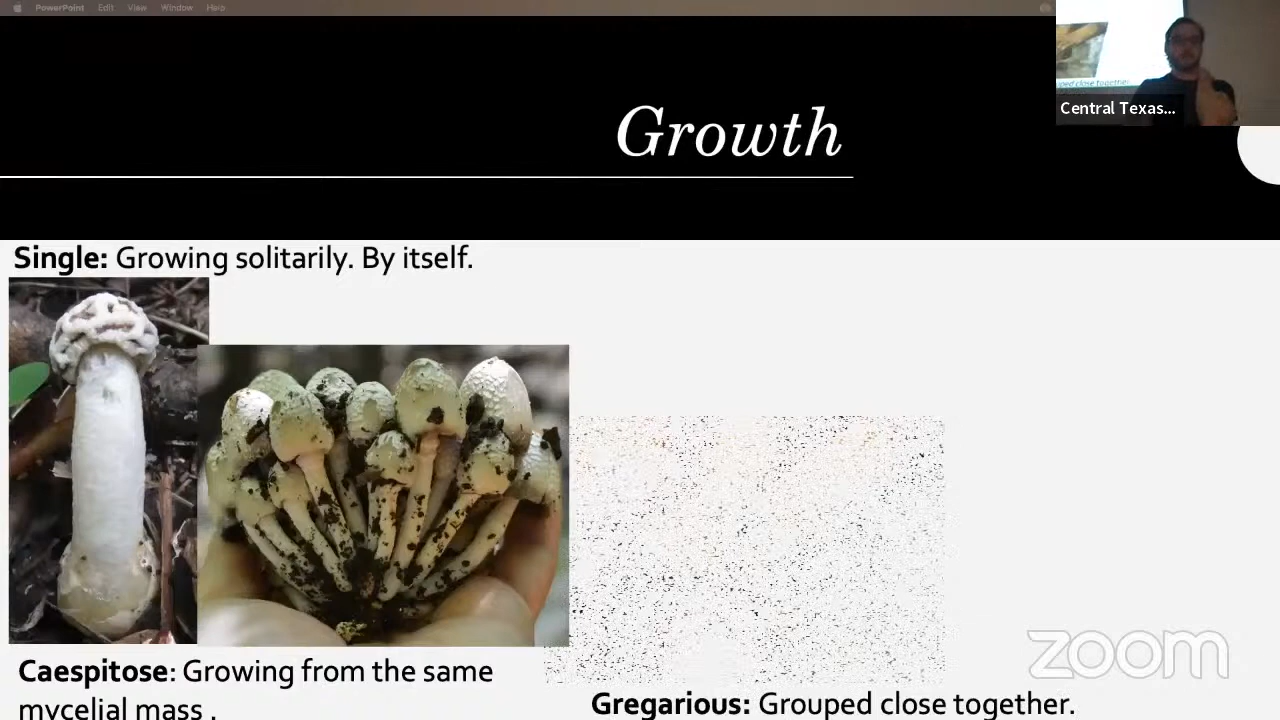 PowerPoint Edit View Window Help
Central Texas...
Growth
Single: Growing solitarily. By itself.
Caespitose: Growing from the same
mycelial mass .
Gregarious: Grouped close together.
zoom